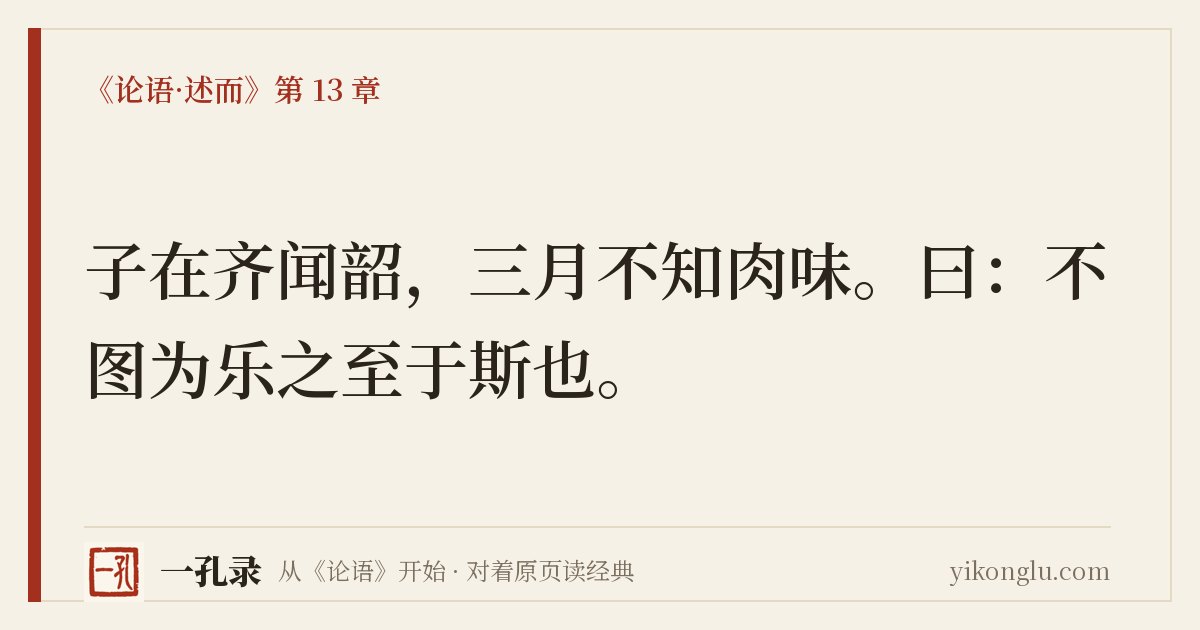 《论语·述而》第 13 章
子在齐闻韶，三月不知肉味。曰：不
图为乐之至于斯也。
一孔 一孔录 从《论语》开始 · 对着原页读经典 yikonglu.com